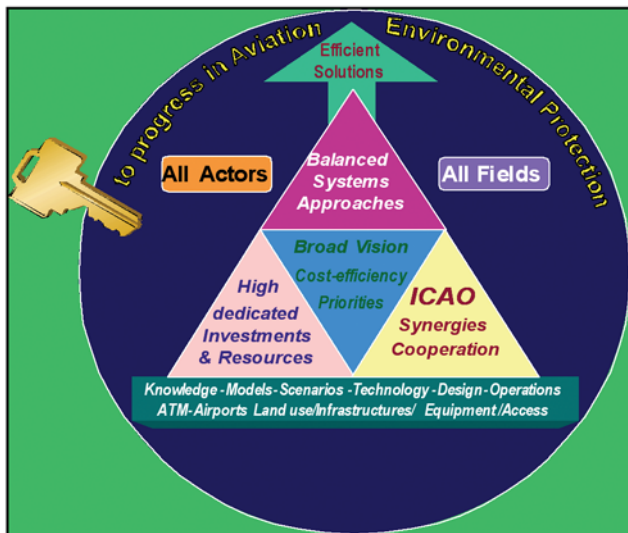 to progress in Aviation Environmental Protection
Efficient
Solutions
All Actors
All Fields
Balanced
Systems
Approaches
Broad Vision
Cost-efficiency
Priorities
High
dedicated
Investments
& Resources
ICAO
Synergies
Cooperation
Knowledge - Models - Scenarios - Technology - Design - Operations
ATM - Airports Land use/Infrastructures/ Equipment/Access